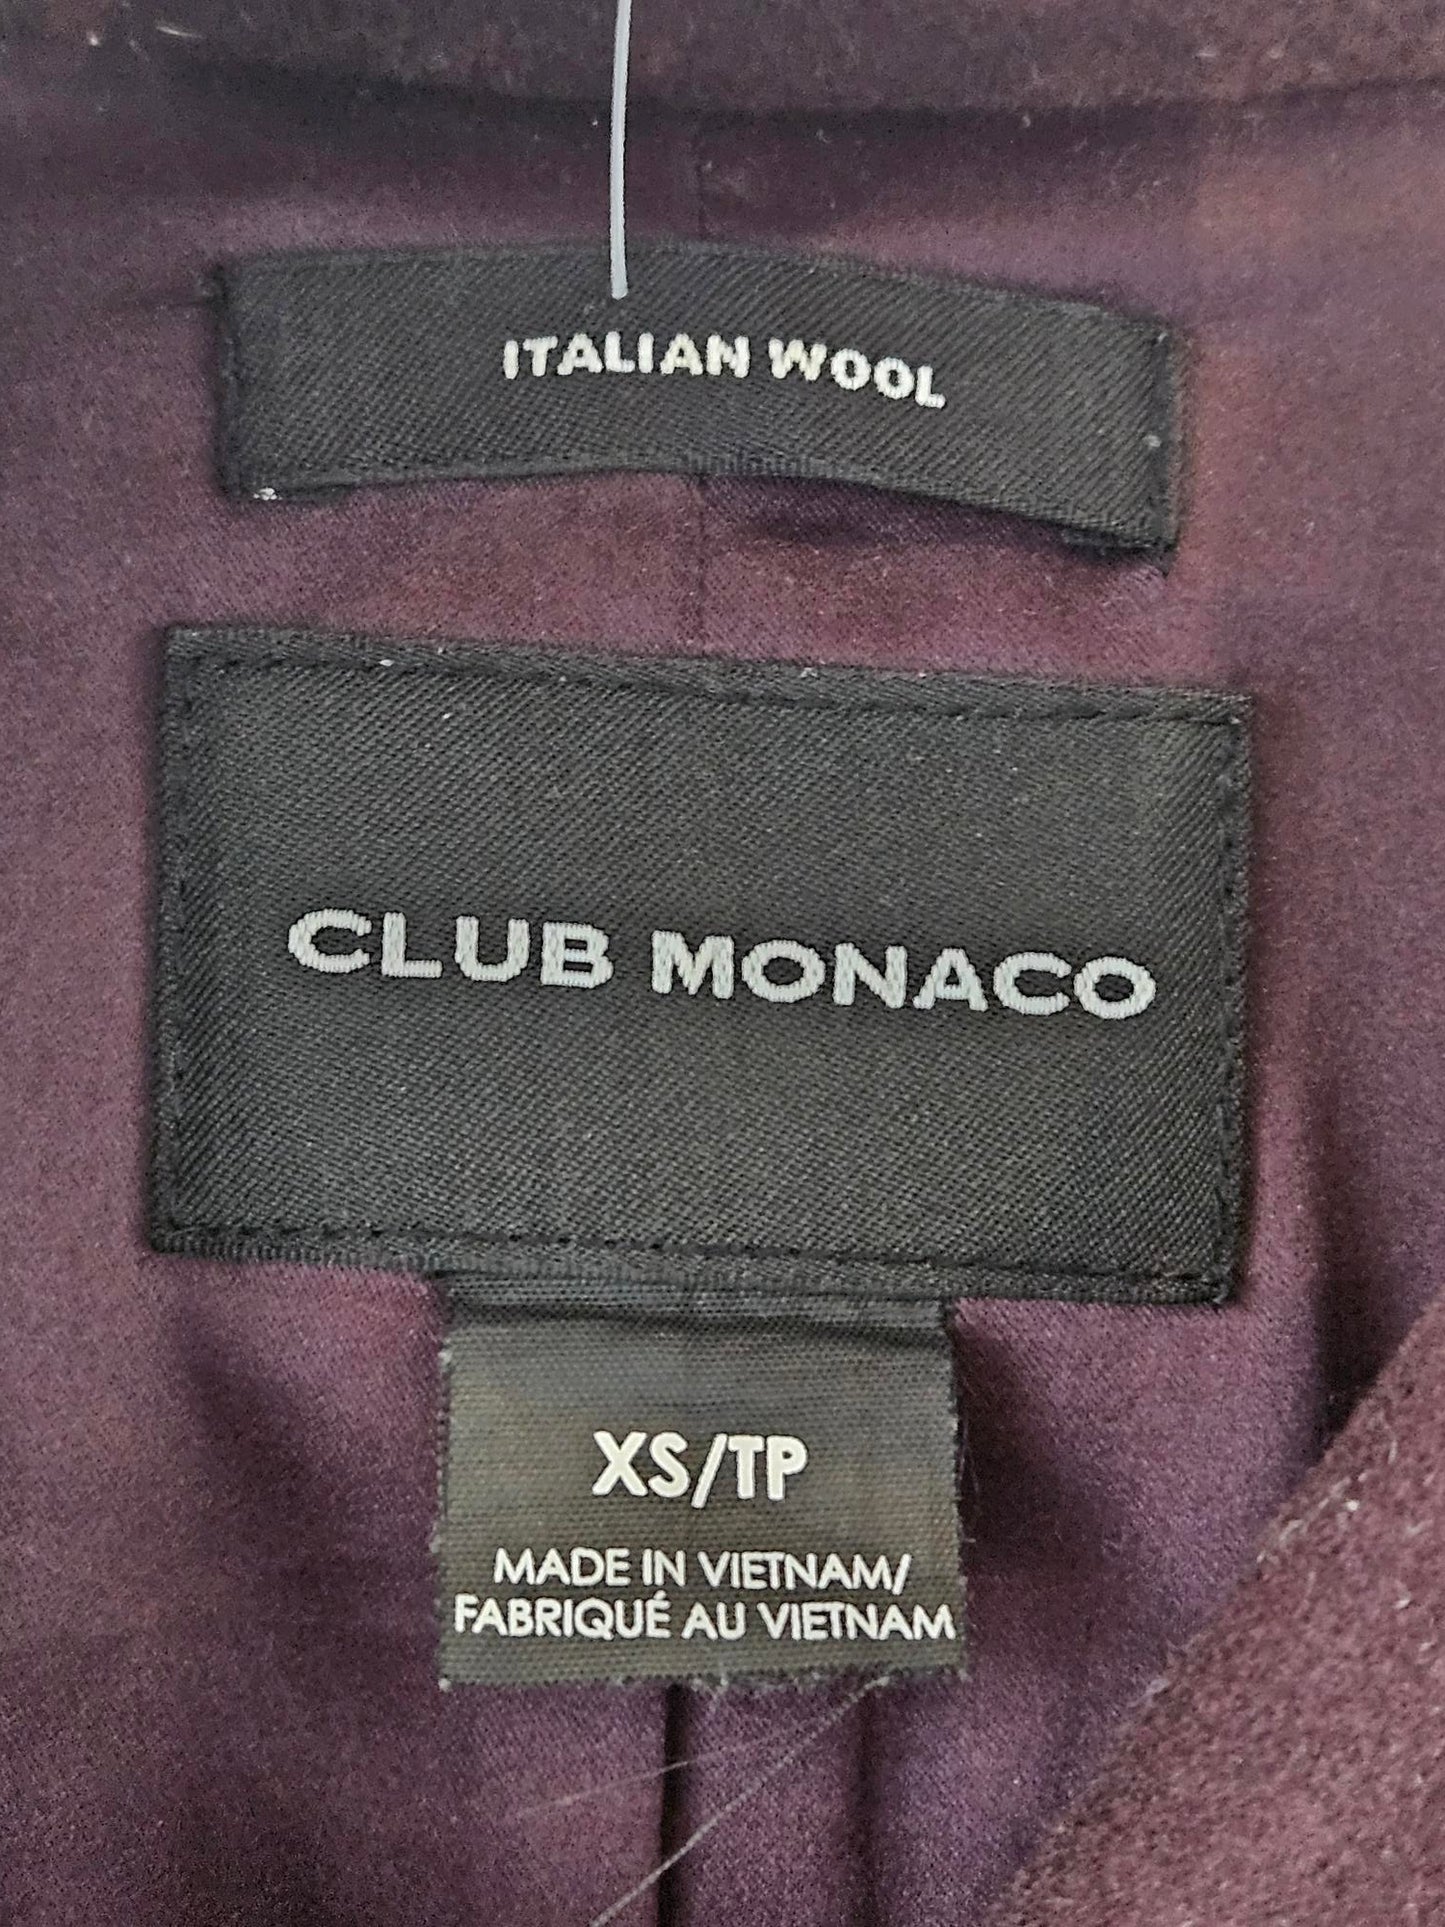 ITALIAN WOOL
CLUB MONACO
XS/TP
MADE IN VIETNAM/
FABRIQUÉ AU VIETNAM